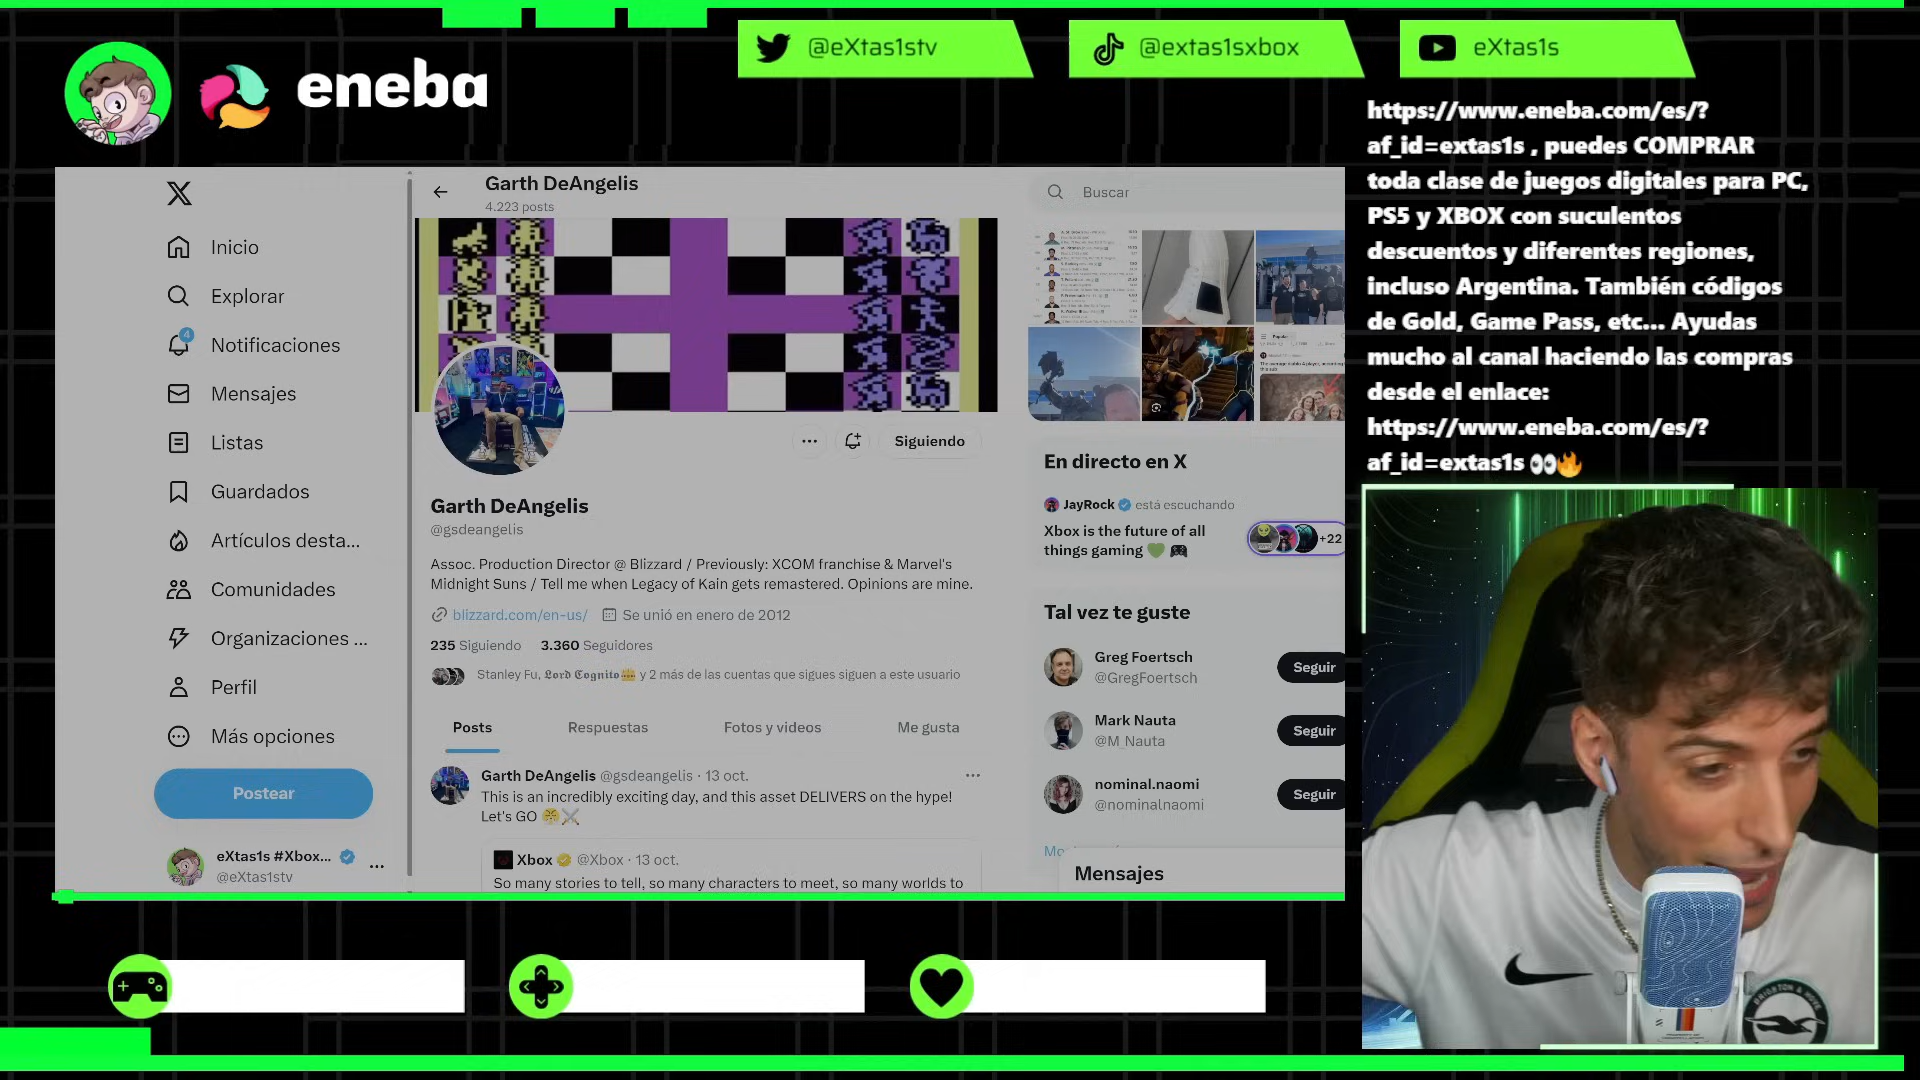 eneba
@eXtas1stv
@extas1sxbox
eXtas1s
https://www.eneba.com/es/?
af_id=extas1s , puedes COMPRAR
toda clase de juegos digitales para PC,
PS5 y XBOX con suculentos
descuentos y diferentes regiones,
incluso Argentina. También códigos
de Gold, Game Pass, etc... Ayudas
mucho al canal haciendo las compras
desde el enlace:
https://www.eneba.com/es/?
af_id=extas1s 👀🔥
Inicio
Explorar
4
Notificaciones
Mensajes
Listas
Guardados
Artículos desta...
Comunidades
Organizaciones ...
Perfil
Más opciones
Postear
eXtas1s #Xbox...
@eXtas1stv
Garth DeAngelis
4.223 posts
Siguiendo
Garth DeAngelis
@gsdeangelis
Assoc. Production Director @ Blizzard / Previously: XCOM franchise & Marvel's
Midnight Suns / Tell me when Legacy of Kain gets remastered. Opinions are mine.
blizzard.com/en-us/ Se unió en enero de 2012
235 Siguiendo 3.360 Seguidores
Stanley Fu, 𝕷𝖔𝖗𝖉 𝕮𝖔𝖌𝖓𝖎𝖙𝖔 y 2 más de las cuentas que sigues siguen a este usuario
Posts Respuestas Fotos y videos Me gusta
Garth DeAngelis @gsdeangelis · 13 oct.
This is an incredibly exciting day, and this asset DELIVERS on the hype!
Let's GO 😤⚔️
Xbox @Xbox · 13 oct.
So many stories to tell, so many characters to meet, so many worlds to
Buscar
En directo en X
JayRock está escuchando
Xbox is the future of all
things gaming 💚 🎮
+22
Tal vez te guste
Greg Foertsch
@GregFoertsch
Seguir
Mark Nauta
@M_Nauta
Seguir
nominal.naomi
@nominalnaomi
Seguir
Mensajes